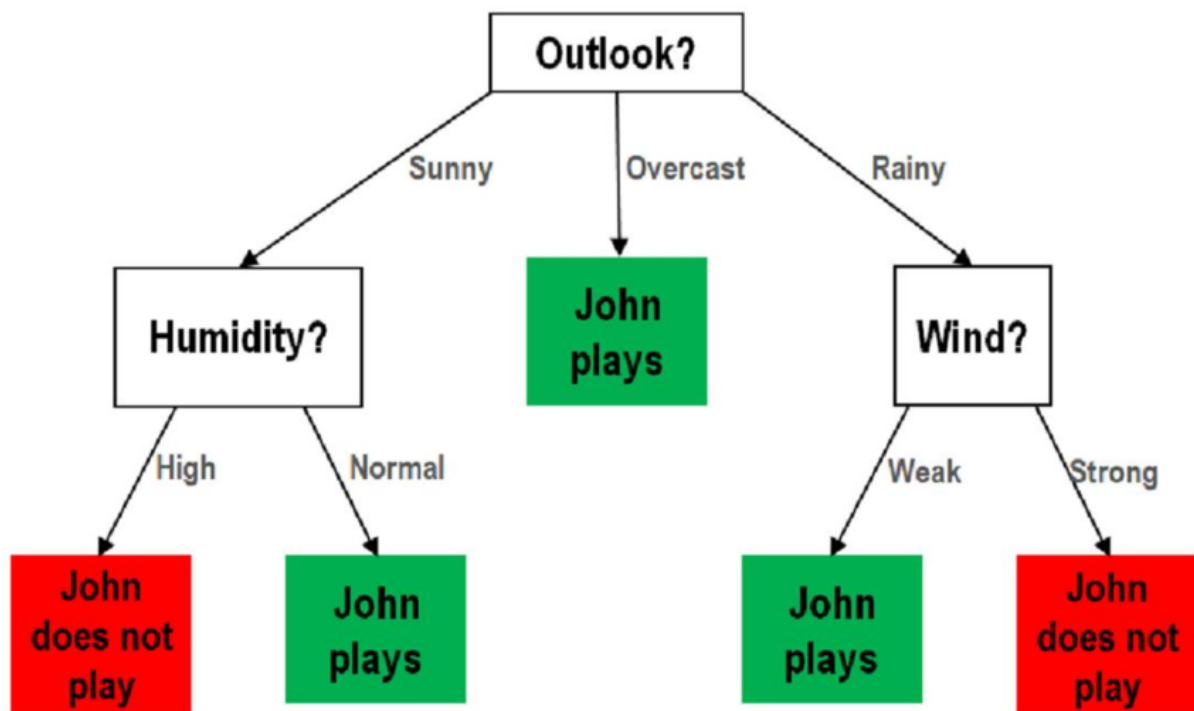 Outlook?
Sunny
Overcast
Rainy
Humidity?
John
plays
Wind?
High
Normal
Weak
Strong
John
does not
play
John
plays
John
plays
John
does not
play